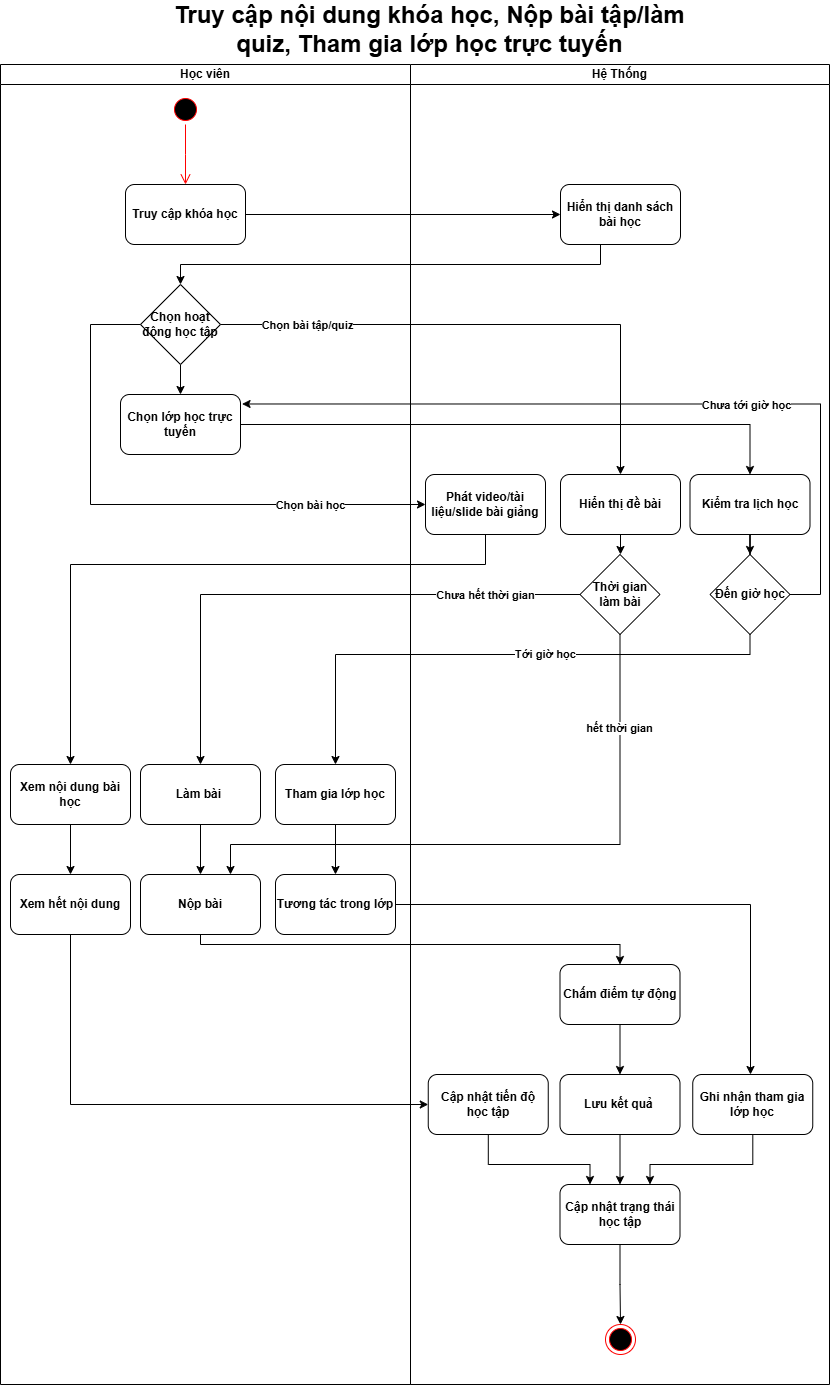 Truy cập nội dung khóa học, Nộp bài tập/làm
quiz, Tham gia lớp học trực tuyến
Học viên
Hệ Thống
Truy cập khóa học
Hiển thị danh sách
bài học
Chọn hoạt
động học tập
Chọn bài tập/quiz
Chọn lớp học trực
tuyến
Chưa tới giờ học
Chọn bài học
Phát video/tài
liệu/slide bài giảng
Hiển thị đề bài
Kiểm tra lịch học
Chưa hết thời gian
Thời gian
làm bài
Đến giờ học
Tới giờ học
hết thời gian
Xem nội dung bài
học
Làm bài
Tham gia lớp học
Xem hết nội dung
Nộp bài
Tương tác trong lớp
Chấm điểm tự động
Cập nhật tiến độ
học tập
Lưu kết quả
Ghi nhận tham gia
lớp học
Cập nhật trạng thái
học tập